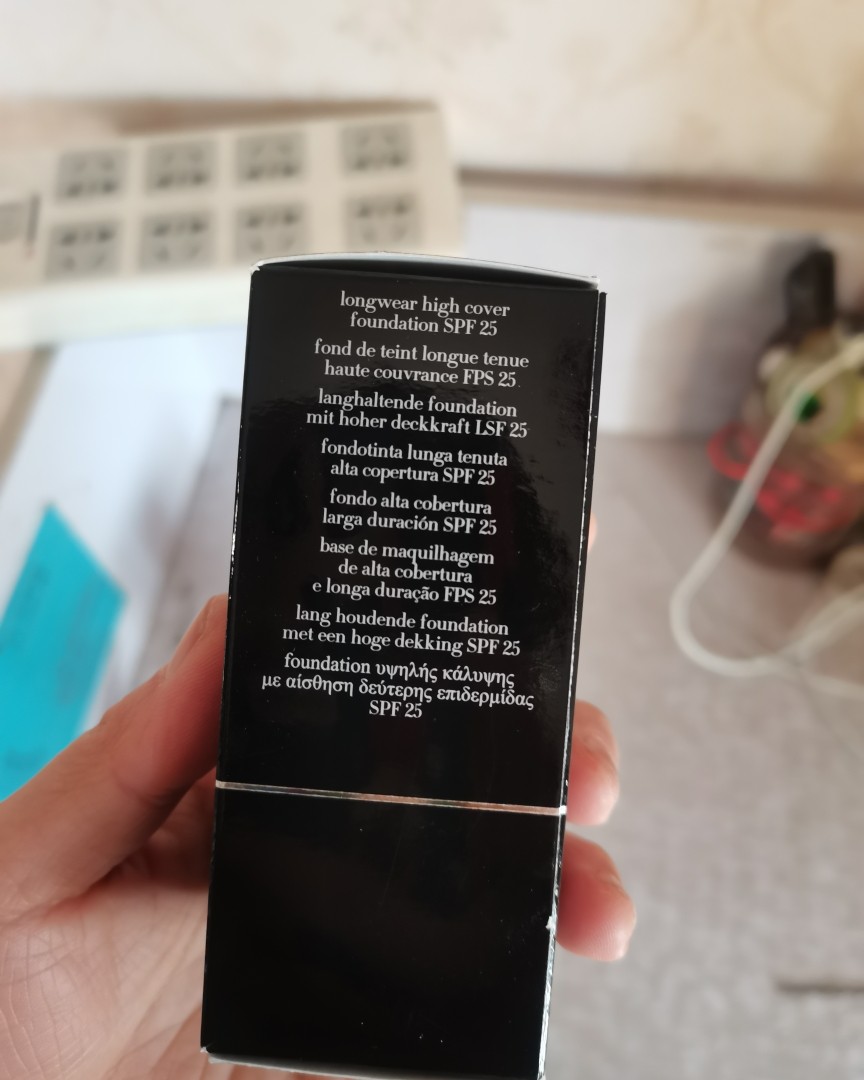 longwear high cover
foundation SPF 25
fond de teint longue tenue
haute couvrance FPS 25
langhaltende foundation
mit hoher deckkraft LSF 25
fondotinta lunga tenuta
alta copertura SPF 25
fondo alta cobertura
larga duración SPF 25
base de maquilhagem
de alta cobertura
e longa duração FPS 25
lang houdende foundation
met een hoge dekking SPF 25
foundation υψηλής κάλυψης
με αίσθηση δεύτερης επιδερμίδας
SPF 25